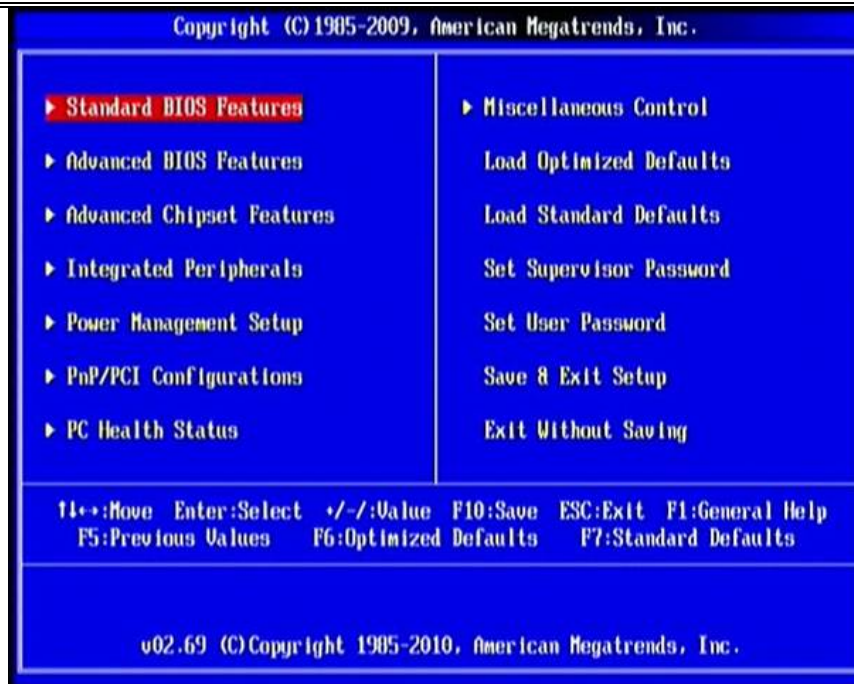 Copyright (C)1985-2009, American Megatrends, Inc.
▶ Standard BIOS Features
▶ Advanced BIOS Features
▶ Advanced Chipset Features
▶ Integrated Peripherals
▶ Power Management Setup
▶ PnP/PCI Configurations
▶ PC Health Status
▶ Miscellaneous Control
Load Optimized Defaults
Load Standard Defaults
Set Supervisor Password
Set User Password
Save & Exit Setup
Exit Without Saving
↑↓←→:Move Enter:Select +/-/:Value F10:Save ESC:Exit F1:General Help
F5:Previous Values F6:Optimized Defaults F7:Standard Defaults
v02.69 (C)Copyright 1985-2010, American Megatrends, Inc.